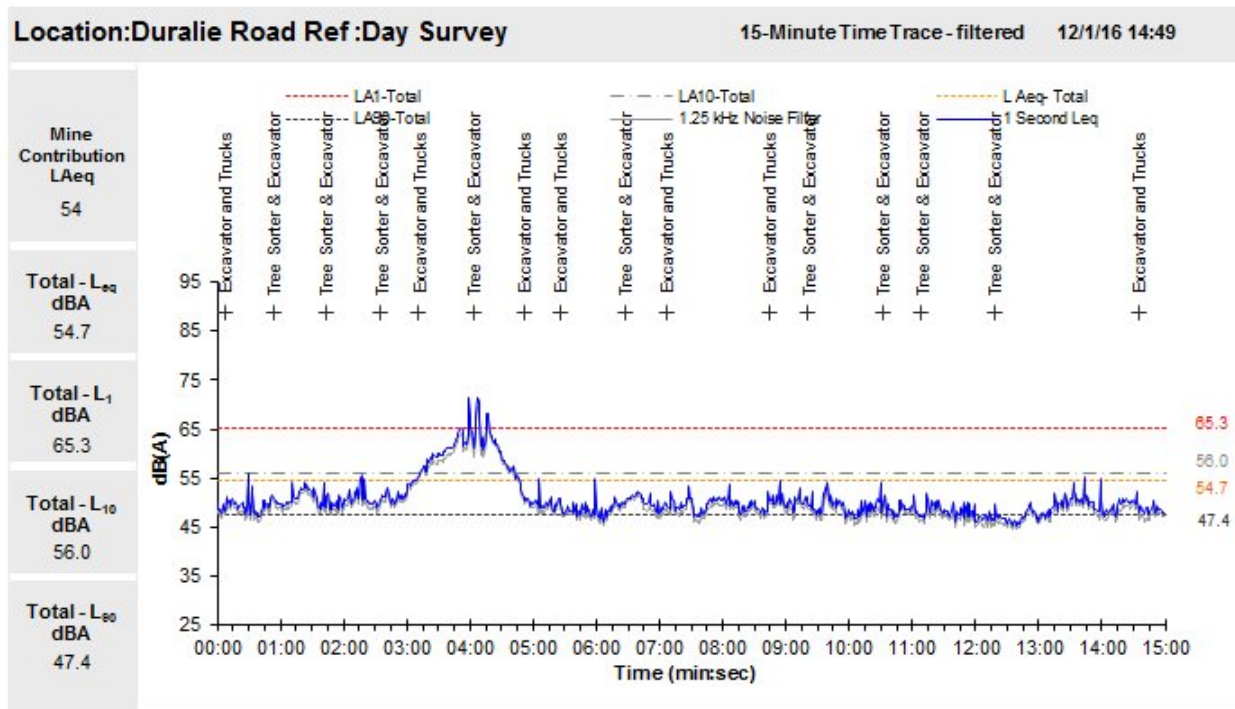 Location:Duralie Road Ref :Day Survey
15-Minute Time Trace - filtered 12/1/16 14:49
Mine
Contribution
LAeq
54
Total - Leq
dBA
54.7
Total - L1
dBA
65.3
Total - L10
dBA
56.0
Total - L90
dBA
47.4
LA1-Total
LA10-Total
L Aeq- Total
LA90-Total
1.25 kHz Noise Filter
1 Second Leq
Excavator and Trucks
Tree Sorter & Excavator
Tree Sorter & Excavator
Tree Sorter & Excavator
Excavator and Trucks
Tree Sorter & Excavator
Excavator and Trucks
Excavator and Trucks
Tree Sorter & Excavator
Excavator and Trucks
Excavator and Trucks
Tree Sorter & Excavator
Tree Sorter & Excavator
Tree Sorter & Excavator
Tree Sorter & Excavator
Excavator and Trucks
dB(A)
95
85
75
65
55
45
35
25
65.3
56.0
54.7
47.4
00:00 01:00 02:00 03:00 04:00 05:00 06:00 07:00 08:00 09:00 10:00 11:00 12:00 13:00 14:00 15:00
Time (min:sec)